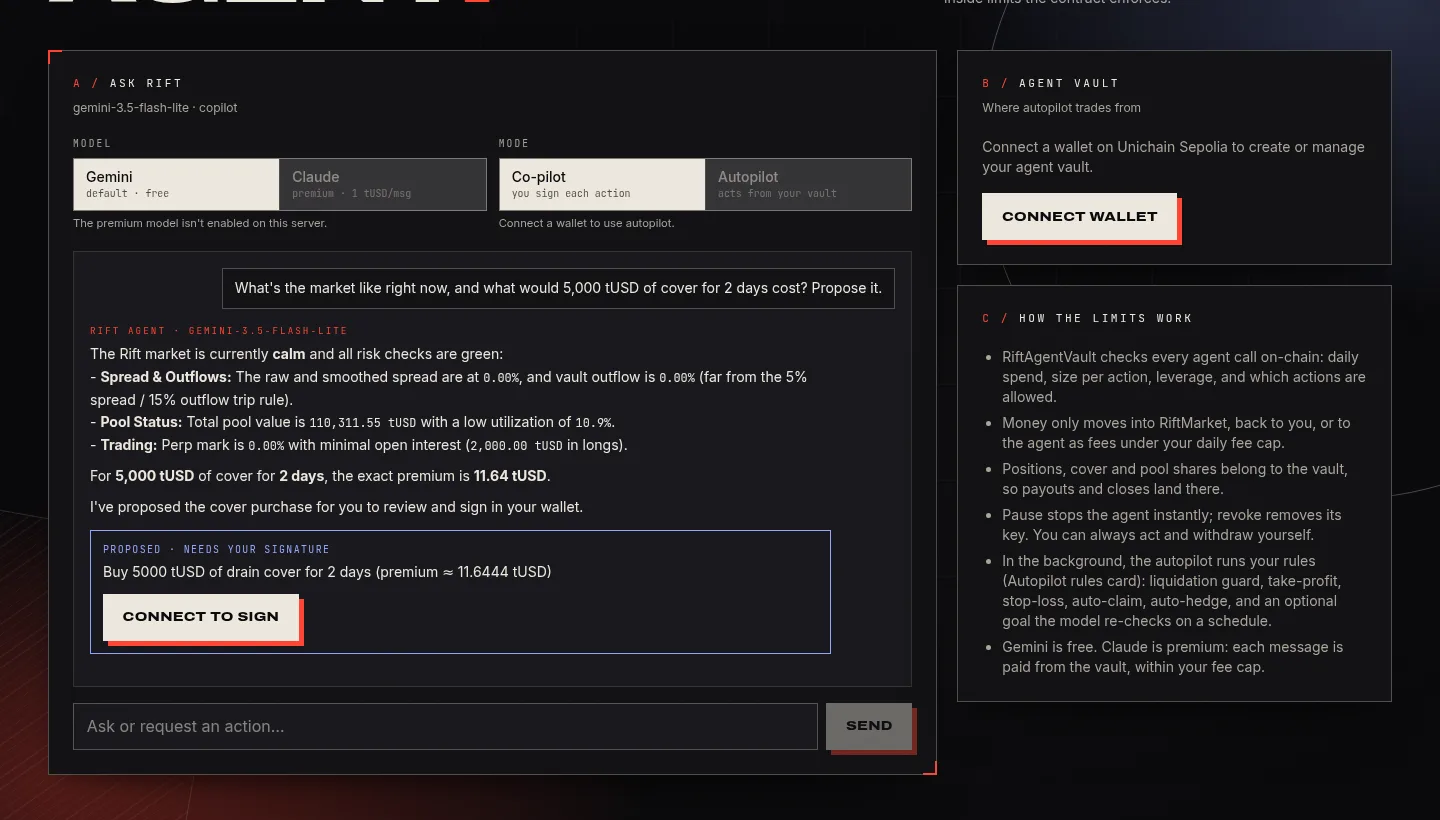 inside limits the contract enforces.
A / ASK RIFT
gemini-3.5-flash-lite · copilot
MODEL
Gemini
default · free
Claude
premium · 1 tUSD/msg
The premium model isn't enabled on this server.
MODE
Co-pilot
you sign each action
Autopilot
acts from your vault
Connect a wallet to use autopilot.
What's the market like right now, and what would 5,000 tUSD of cover for 2 days cost? Propose it.
RIFT AGENT · GEMINI-3.5-FLASH-LITE
The Rift market is currently calm and all risk checks are green:
- Spread & Outflows: The raw and smoothed spread are at 0.00%, and vault outflow is 0.00% (far from the 5%
spread / 15% outflow trip rule).
- Pool Status: Total pool value is 110,311.55 tUSD with a low utilization of 10.9%.
- Trading: Perp mark is 0.00% with minimal open interest (2,000.00 tUSD in longs).
For 5,000 tUSD of cover for 2 days, the exact premium is 11.64 tUSD.
I've proposed the cover purchase for you to review and sign in your wallet.
PROPOSED · NEEDS YOUR SIGNATURE
Buy 5000 tUSD of drain cover for 2 days (premium ≈ 11.6444 tUSD)
CONNECT TO SIGN
Ask or request an action...
SEND
B / AGENT VAULT
Where autopilot trades from
Connect a wallet on Unichain Sepolia to create or manage
your agent vault.
CONNECT WALLET
C / HOW THE LIMITS WORK
• RiftAgentVault checks every agent call on-chain: daily
spend, size per action, leverage, and which actions are
allowed.
• Money only moves into RiftMarket, back to you, or to
the agent as fees under your daily fee cap.
• Positions, cover and pool shares belong to the vault,
so payouts and closes land there.
• Pause stops the agent instantly; revoke removes its
key. You can always act and withdraw yourself.
• In the background, the autopilot runs your rules
(Autopilot rules card): liquidation guard, take-profit,
stop-loss, auto-claim, auto-hedge, and an optional
goal the model re-checks on a schedule.
• Gemini is free. Claude is premium: each message is
paid from the vault, within your fee cap.